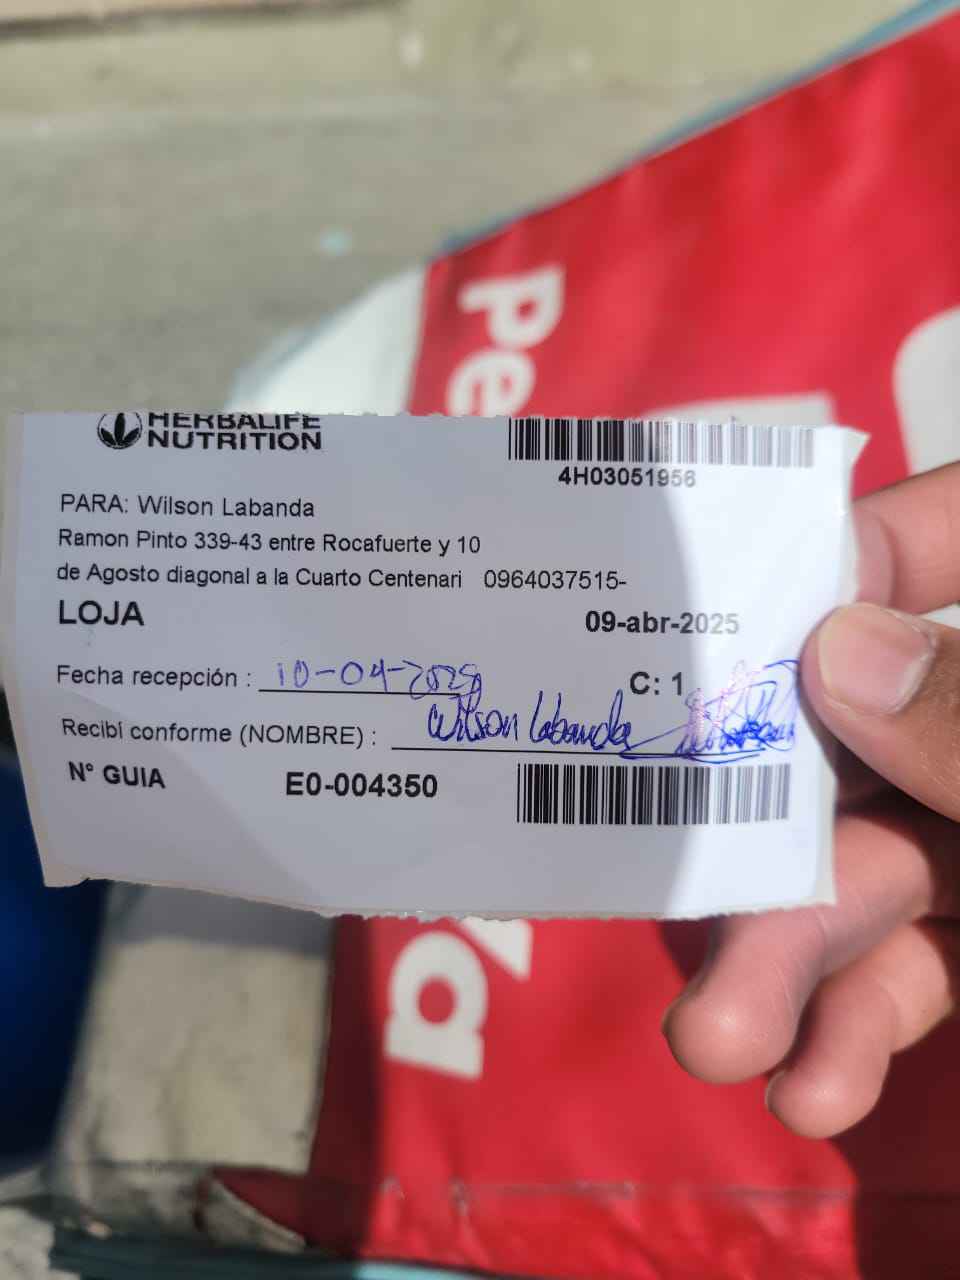 Pe
HERBALIFE
NUTRITION
4H03051956
PARA: Wilson Labanda
Ramon Pinto 339-43 entre Rocafuerte y 10
de Agosto diagonal a la Cuarto Centenari 0964037515-
LOJA
09-abr-2025
Fecha recepción : 10-04-2025
C: 1
Recibí conforme (NOMBRE) : Wilson Labanda
N° GUIA E0-004350
Va